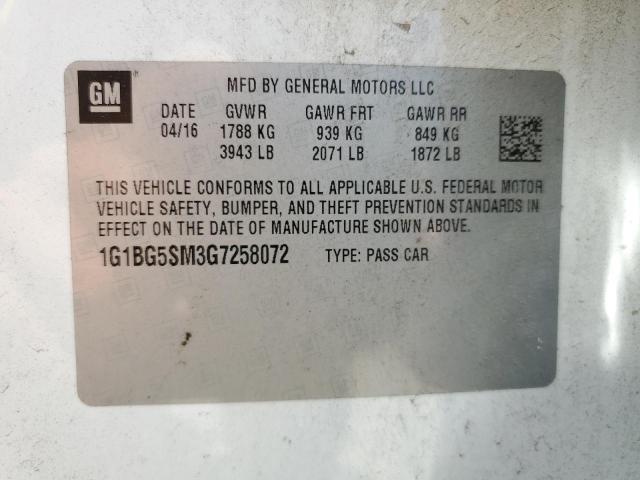 GM
MFD BY GENERAL MOTORS LLC
DATE GVWR GAWR FRT GAWR RR
04/16 1788 KG 939 KG 849 KG
3943 LB 2071 LB 1872 LB
THIS VEHICLE CONFORMS TO ALL APPLICABLE U.S. FEDERAL MOTOR
VEHICLE SAFETY, BUMPER, AND THEFT PREVENTION STANDARDS IN
EFFECT ON THE DATE OF MANUFACTURE SHOWN ABOVE.
1G1BG5SM3G7258072 TYPE: PASS CAR